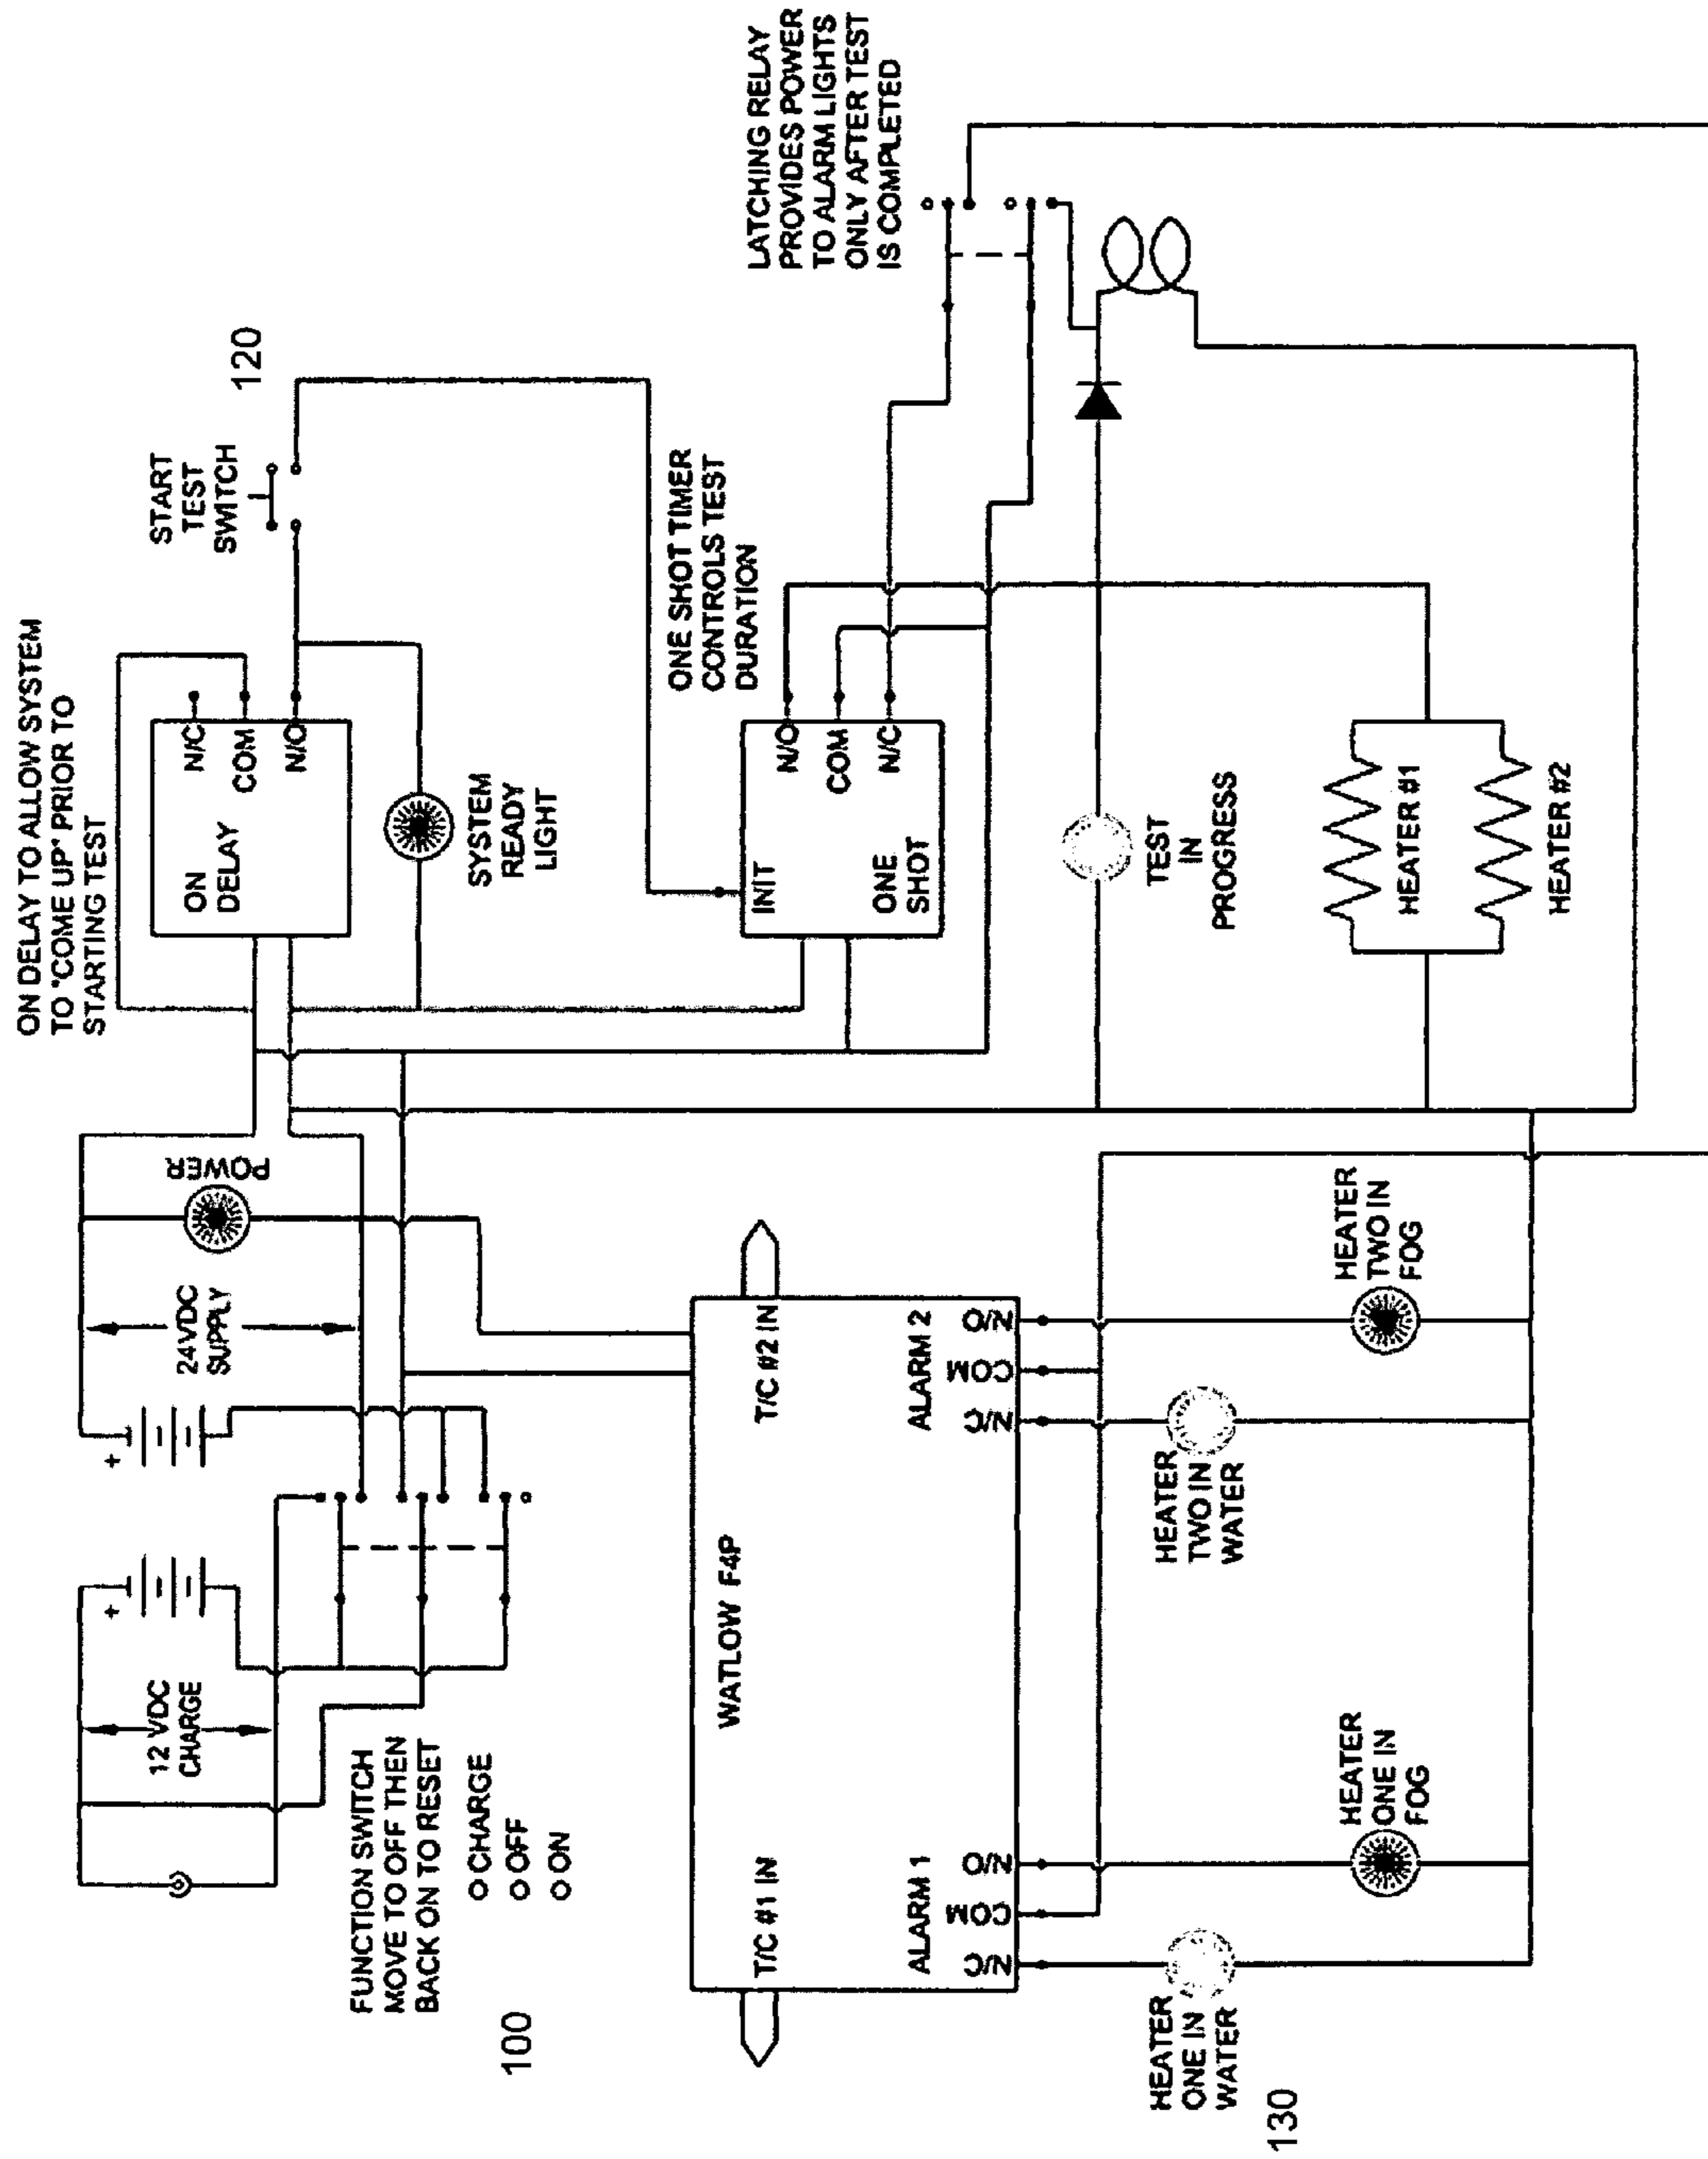 ON DELAY TO ALLOW SYSTEM
TO "COME UP" PRIOR TO
STARTING TEST
START
TEST
SWITCH
120
LATCHING RELAY
PROVIDES POWER
TO ALARM LIGHTS
ONLY AFTER TEST
IS COMPLETED
ON
DELAY
N/C
COM
N/O
SYSTEM
READY
LIGHT
ONE SHOT TIMER
CONTROLS TEST
DURATION
INIT
ONE
SHOT
N/O
COM
N/C
TEST
IN
PROGRESS
HEATER #1
HEATER #2
12 VDC
CHARGE
+
+
24VDC
SUPPLY
POWER
FUNCTION SWITCH
MOVE TO OFF THEN
BACK ON TO RESET
O CHARGE
O OFF
O ON
100
T/C #1 IN
WATLOW F4P
T/C #2 IN
ALARM 1
N/C
COM
N/O
ALARM 2
N/C
COM
N/O
HEATER
ONE IN
WATER
HEATER
ONE IN
FOG
HEATER
TWO IN
WATER
HEATER
TWO IN
FOG
130